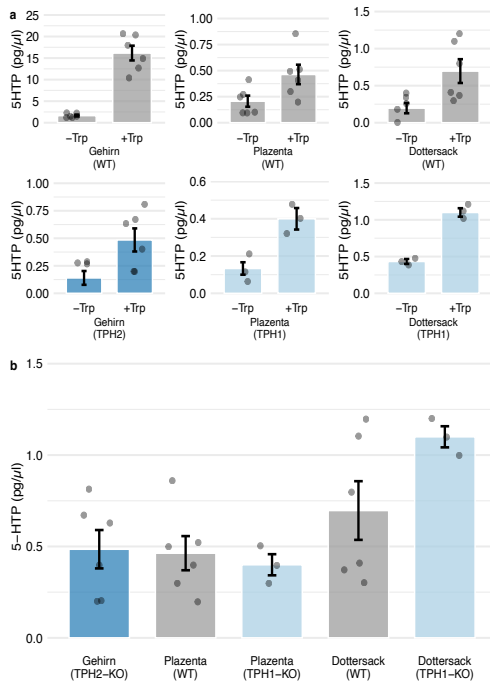 a
5HTP (pg/µl)
25
20
15
10
5
0
−Trp
+Trp
Gehirn
(WT)
5HTP (pg/µl)
1.00
0.75
0.50
0.25
0.00
−Trp
+Trp
Plazenta
(WT)
5HTP (pg/µl)
1.5
1.0
0.5
0.0
−Trp
+Trp
Dottersack
(WT)
5HTP (pg/µl)
1.00
0.75
0.50
0.25
0.00
−Trp
+Trp
Gehirn
(TPH2)
5HTP (pg/µl)
0.6
0.4
0.2
0.0
−Trp
+Trp
Plazenta
(TPH1)
5HTP (pg/µl)
1.5
1.0
0.5
0.0
−Trp
+Trp
Dottersack
(TPH1)
b
5−HTP (pg/µl)
1.5
1.0
0.5
0.0
Gehirn
(TPH2−KO)
Plazenta
(WT)
Plazenta
(TPH1−KO)
Dottersack
(WT)
Dottersack
(TPH1−KO)